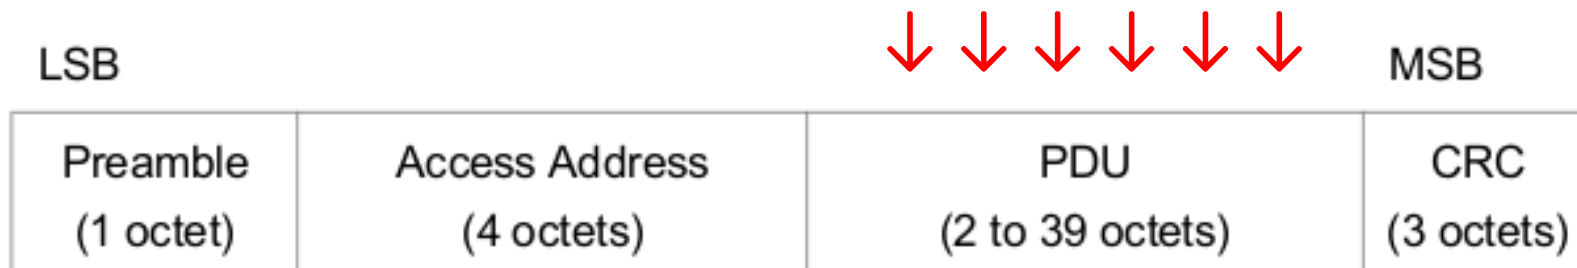 LSB MSB
Preamble Access Address PDU CRC
(1 octet) (4 octets) (2 to 39 octets) (3 octets)